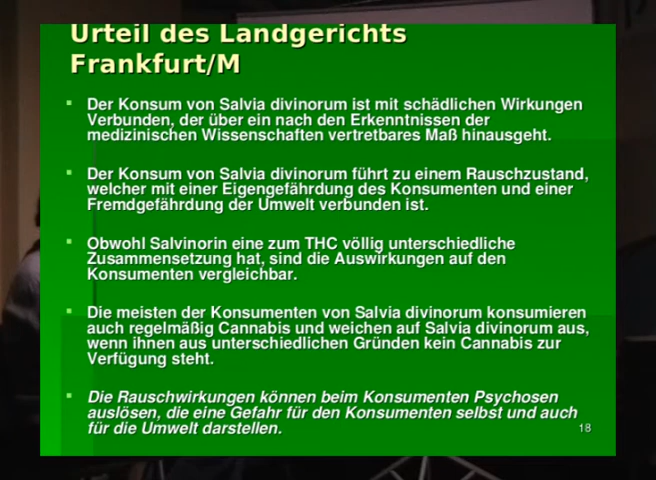 Urteil des Landgerichts
Frankfurt/M
Der Konsum von Salvia divinorum ist mit schädlichen Wirkungen
Verbunden, der über ein nach den Erkenntnissen der
medizinischen Wissenschaften vertretbares Maß hinausgeht.
Der Konsum von Salvia divinorum führt zu einem Rauschzustand,
welcher mit einer Eigengefährdung des Konsumenten und einer
Fremdgefährdung der Umwelt verbunden ist.
Obwohl Salvinorin eine zum THC völlig unterschiedliche
Zusammensetzung hat, sind die Auswirkungen auf den
Konsumenten vergleichbar.
Die meisten der Konsumenten von Salvia divinorum konsumieren
auch regelmäßig Cannabis und weichen auf Salvia divinorum aus,
wenn ihnen aus unterschiedlichen Gründen kein Cannabis zur
Verfügung steht.
Die Rauschwirkungen können beim Konsumenten Psychosen
auslösen, die eine Gefahr für den Konsumenten selbst und auch
für die Umwelt darstellen.
18